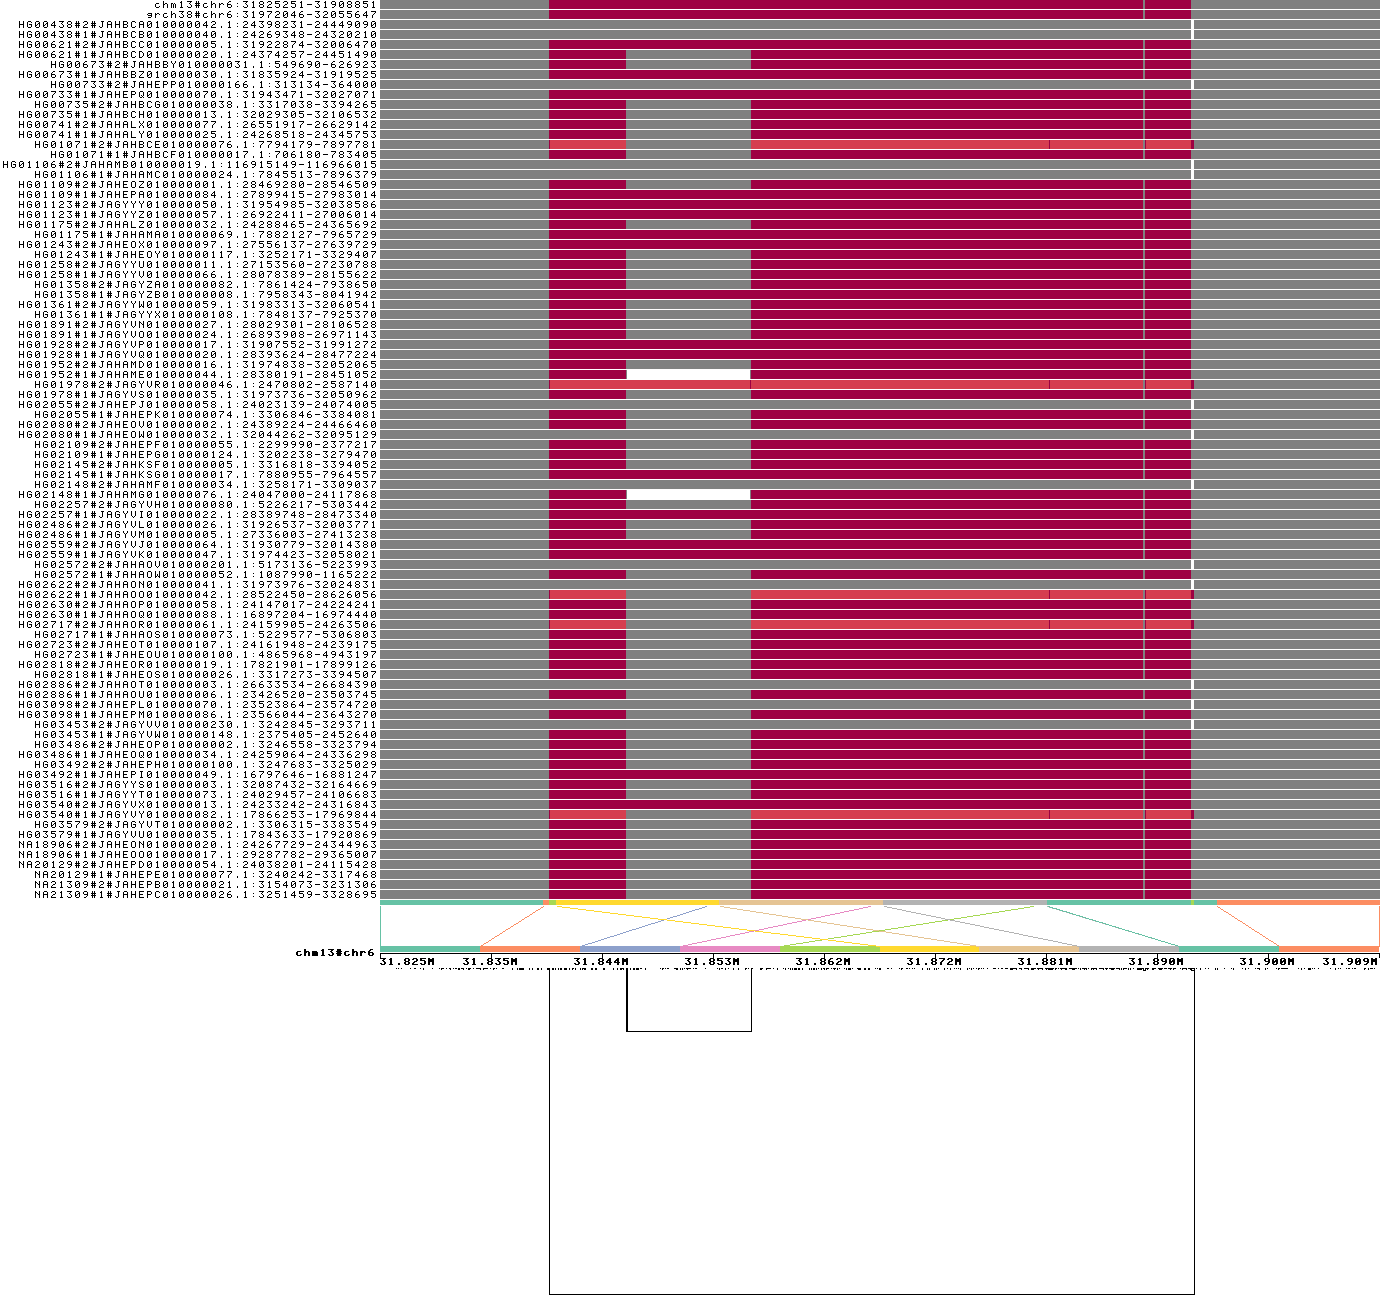 chm13#chr6:31825251-31908851
grch38#chr6:31972046-32055647
HG00438#2#JAHBCA010000042.1:24398231-24449090
HG00438#1#JAHBCB010000040.1:24269348-24320210
HG00621#2#JAHBCC010000005.1:31922874-32006470
HG00621#1#JAHBCD010000020.1:24374257-24451490
HG00673#2#JAHBBY010000031.1:549690-626923
HG00673#1#JAHBBZ010000030.1:31835924-31919525
HG00733#2#JAHEPP010000166.1:313134-364000
HG00733#1#JAHEPQ010000070.1:31943471-32027071
HG00735#2#JAHBCG010000038.1:3317038-3394265
HG00735#1#JAHBCH010000013.1:32029305-32106532
HG00741#2#JAHALX010000077.1:26551917-26629142
HG00741#1#JAHALY010000025.1:24268518-24345753
HG01071#2#JAHBCE010000076.1:7794179-7897781
HG01071#1#JAHBCF010000017.1:706180-783405
HG01106#2#JAHAMB010000019.1:116915149-116966015
HG01106#1#JAHAMC010000024.1:7845513-7896379
HG01109#2#JAHEOZ010000001.1:28469280-28546509
HG01109#1#JAHEPA010000084.1:27899415-27983014
HG01123#2#JAGYYY010000050.1:31954985-32038586
HG01123#1#JAGYYZ010000057.1:26922411-27006014
HG01175#2#JAHALZ010000032.1:24288465-24365692
HG01175#1#JAHAMA010000069.1:7882127-7965729
HG01243#2#JAHEOX010000097.1:27556137-27639729
HG01243#1#JAHEOY010000117.1:3252171-3329407
HG01258#2#JAGYYU010000011.1:27153560-27230788
HG01258#1#JAGYYV010000066.1:28078389-28155622
HG01358#2#JAGYZA010000082.1:7861424-7938650
HG01358#1#JAGYZB010000008.1:7958343-8041942
HG01361#2#JAGYYW010000059.1:31983313-32060541
HG01361#1#JAGYYX010000108.1:7848137-7925370
HG01891#2#JAGYVN010000027.1:28029301-28106528
HG01891#1#JAGYVO010000024.1:26893908-26971143
HG01928#2#JAGYVP010000017.1:31907552-31991272
HG01928#1#JAGYVQ010000020.1:28393624-28477224
HG01952#2#JAHAMD010000016.1:31974838-32052065
HG01952#1#JAHAME010000044.1:28380191-28451052
HG01978#2#JAGYVR010000046.1:2470802-2587140
HG01978#1#JAGYVS010000035.1:31973736-32050962
HG02055#2#JAHEPJ010000058.1:24023139-24074005
HG02055#1#JAHEPK010000074.1:3306846-3384081
HG02080#2#JAHEOV010000002.1:24389224-24466460
HG02080#1#JAHEOW010000032.1:32044262-32095129
HG02109#2#JAHEPF010000055.1:2299990-2377217
HG02109#1#JAHEPG010000124.1:3202238-3279470
HG02145#2#JAHKSF010000005.1:3316818-3394052
HG02145#1#JAHKSG010000017.1:7880955-7964557
HG02148#2#JAHAMF010000034.1:3258171-3309037
HG02148#1#JAHAMG010000076.1:24047000-24117868
HG02257#2#JAGYVH010000080.1:5226217-5303442
HG02257#1#JAGYVI010000022.1:28389748-28473340
HG02486#2#JAGYVL010000026.1:31926537-32003771
HG02486#1#JAGYVM010000005.1:27336003-27413238
HG02559#2#JAGYVJ010000064.1:31930779-32014380
HG02559#1#JAGYVK010000047.1:31974423-32058021
HG02572#2#JAHAOV010000201.1:5173136-5223993
HG02572#1#JAHAOW010000052.1:1087990-1165222
HG02622#2#JAHAON010000041.1:31973976-32024831
HG02622#1#JAHAOO010000042.1:28522450-28626056
HG02630#2#JAHAOP010000058.1:24147017-24224241
HG02630#1#JAHAOQ010000088.1:16897204-16974440
HG02717#2#JAHAOR010000061.1:24159905-24263506
HG02717#1#JAHAOS010000073.1:5229577-5306803
HG02723#2#JAHEOT010000107.1:24161948-24239175
HG02723#1#JAHEOU010000100.1:4865968-4943197
HG02818#2#JAHEOR010000019.1:17821901-17899126
HG02818#1#JAHEOS010000026.1:3317273-3394507
HG02886#2#JAHAOT010000003.1:26633534-26684390
HG02886#1#JAHAOU010000006.1:23426520-23503745
HG03098#2#JAHEPL010000070.1:23523864-23574720
HG03098#1#JAHEPM010000086.1:23566044-23643270
HG03453#2#JAGYVV010000230.1:3242845-3293711
HG03453#1#JAGYVW010000148.1:2375405-2452640
HG03486#2#JAHEOP010000002.1:3246558-3323794
HG03486#1#JAHEOQ010000034.1:24259064-24336298
HG03492#2#JAHEPH010000100.1:3247683-3325029
HG03492#1#JAHEPI010000049.1:16797646-16881247
HG03516#2#JAGYYS010000003.1:32087432-32164669
HG03516#1#JAGYYT010000073.1:24029457-24106683
HG03540#2#JAGYVX010000013.1:24233242-24316843
HG03540#1#JAGYVY010000082.1:17866253-17969844
HG03579#2#JAGYVT010000002.1:3306315-3383549
HG03579#1#JAGYVU010000035.1:17843633-17920869
NA18906#2#JAHEON010000020.1:24267729-24344963
NA18906#1#JAHEOO010000017.1:29287782-29365007
NA20129#2#JAHEPD010000054.1:24038201-24115428
NA20129#1#JAHEPE010000077.1:3240242-3317468
NA21309#2#JAHEPB010000021.1:3154073-3231306
NA21309#1#JAHEPC010000026.1:3251459-3328695
chm13#chr6
31.825M 31.835M 31.844M 31.853M 31.862M 31.872M 31.881M 31.890M 31.900M 31.909M